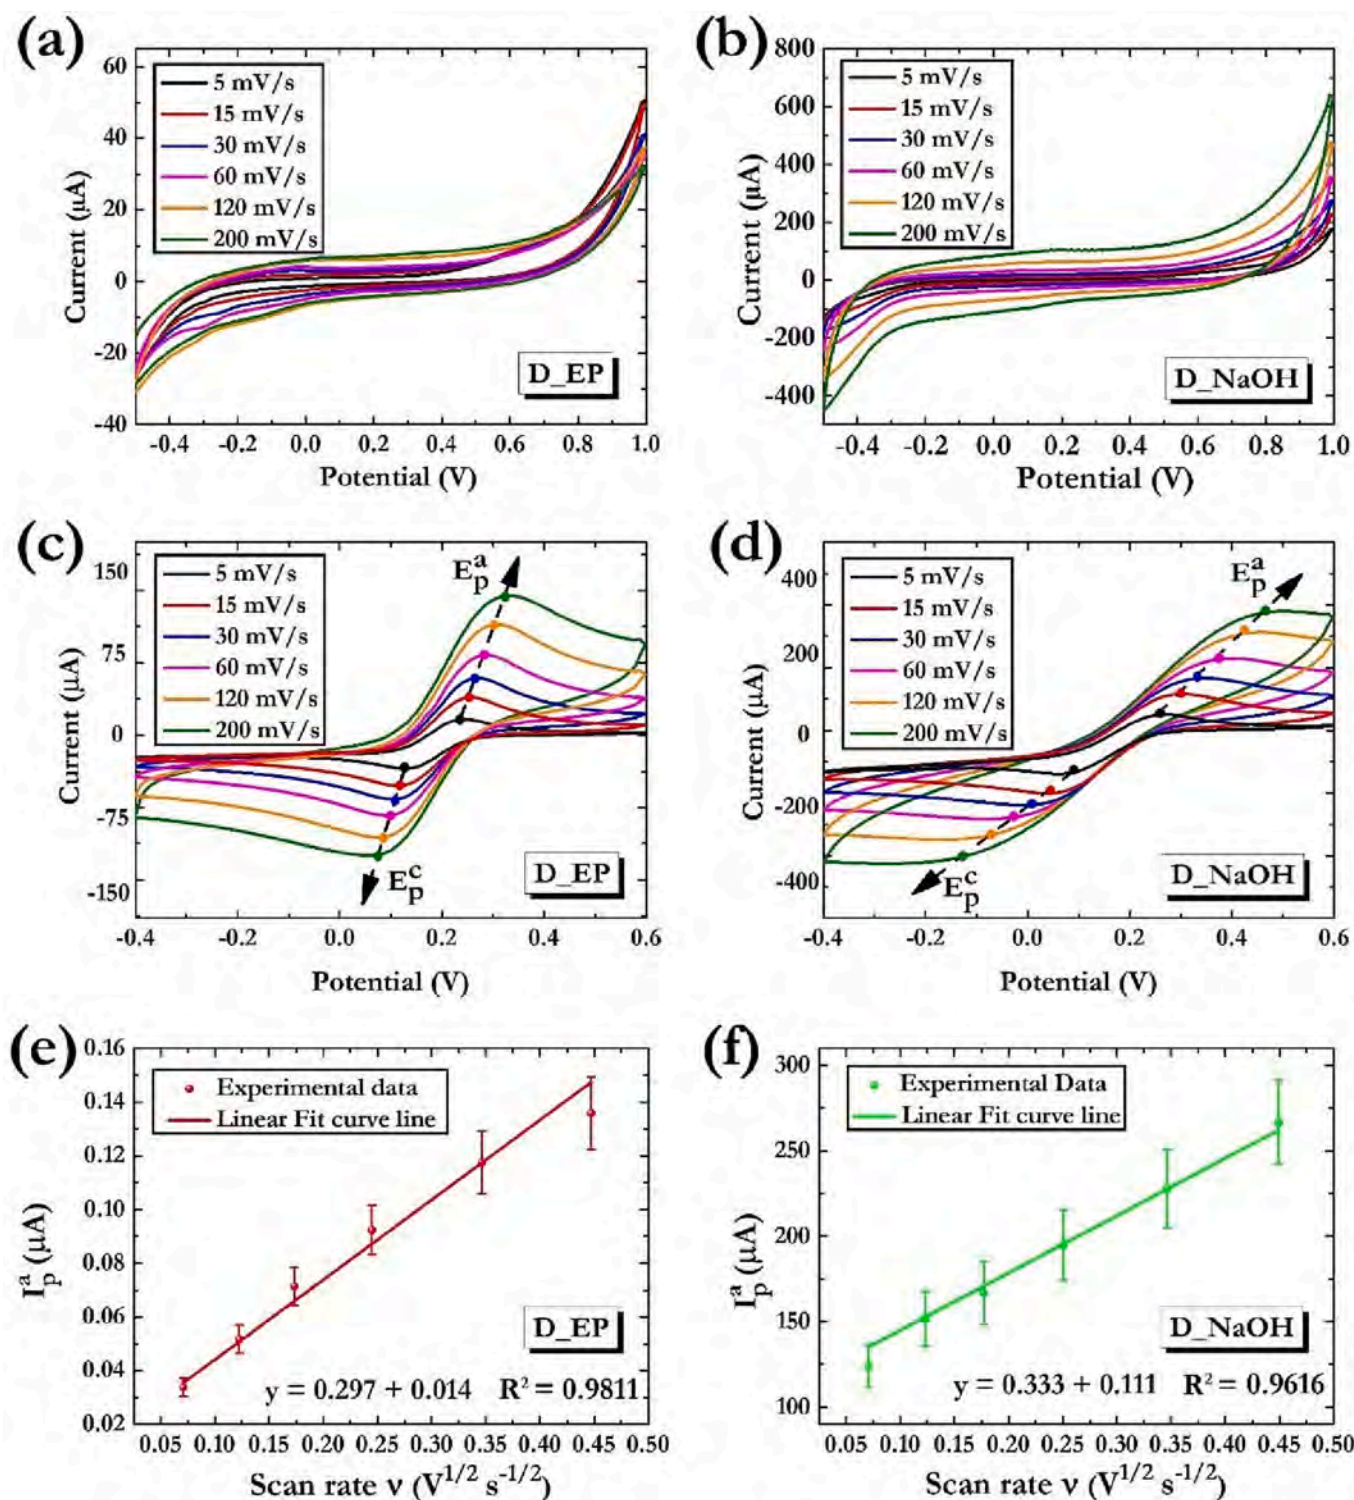 (a)
60
40
20
0
-20
-40
Current (µA)
5 mV/s
15 mV/s
30 mV/s
60 mV/s
120 mV/s
200 mV/s
D_EP
-0.4 -0.2 0.0 0.2 0.4 0.6 0.8 1.0
Potential (V)
(b)
800
600
400
200
0
-200
-400
Current (µA)
5 mV/s
15 mV/s
30 mV/s
60 mV/s
120 mV/s
200 mV/s
D_NaOH
-0.4 -0.2 0.0 0.2 0.4 0.6 0.8 1.0
Potential (V)
(c)
150
75
0
-75
-150
Current (µA)
5 mV/s
15 mV/s
30 mV/s
60 mV/s
120 mV/s
200 mV/s
E_p^a
E_p^c
D_EP
-0.4 -0.2 0.0 0.2 0.4 0.6
Potential (V)
(d)
400
200
0
-200
-400
Current (µA)
5 mV/s
15 mV/s
30 mV/s
60 mV/s
120 mV/s
200 mV/s
E_p^a
E_p^c
D_NaOH
-0.4 -0.2 0.0 0.2 0.4 0.6
Potential (V)
(e)
0.16
0.14
0.12
0.10
0.08
0.06
0.04
0.02
I_p^a (µA)
Experimental data
Linear Fit curve line
D_EP
y = 0.297 + 0.014 R² = 0.9811
0.05 0.10 0.15 0.20 0.25 0.30 0.35 0.40 0.45 0.50
Scan rate ν (V^1/2 s^-1/2)
(f)
300
250
200
150
100
I_p^a (µA)
Experimental Data
Linear Fit curve line
D_NaOH
y = 0.333 + 0.111 R² = 0.9616
0.05 0.10 0.15 0.20 0.25 0.30 0.35 0.40 0.45 0.50
Scan rate ν (V^1/2 s^-1/2)